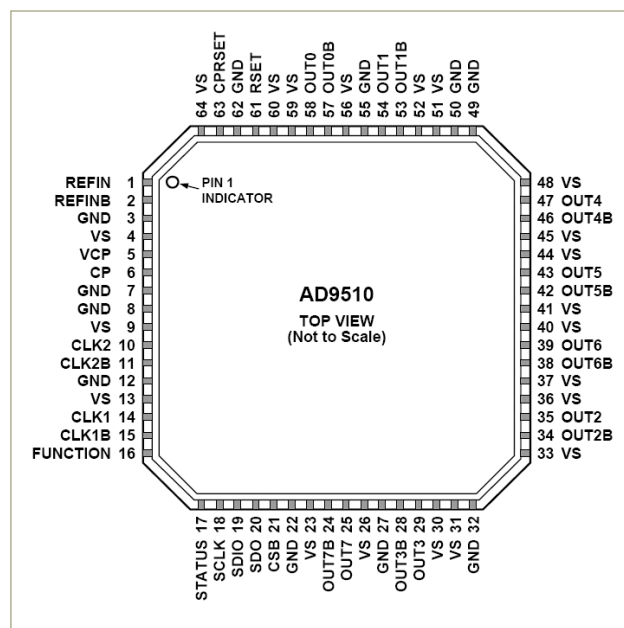 64 VS
63 CPRSET
62 GND
61 RSET
60 VS
59 VS
58 OUT0
57 OUT0B
56 VS
55 GND
54 OUT1
53 OUT1B
52 VS
51 VS
50 GND
49 GND
REFIN 1
REFINB 2
GND 3
VS 4
VCP 5
CP 6
GND 7
GND 8
VS 9
CLK2 10
CLK2B 11
GND 12
VS 13
CLK1 14
CLK1B 15
FUNCTION 16
PIN 1
INDICATOR
AD9510
TOP VIEW
(Not to Scale)
48 VS
47 OUT4
46 OUT4B
45 VS
44 VS
43 OUT5
42 OUT5B
41 VS
40 VS
39 OUT6
38 OUT6B
37 VS
36 VS
35 OUT2
34 OUT2B
33 VS
STATUS 17
SCLK 18
SDIO 19
SDO 20
CSB 21
GND 22
VS 23
OUT7B 24
OUT7 25
VS 26
GND 27
OUT3B 28
OUT3 29
VS 30
VS 31
GND 32